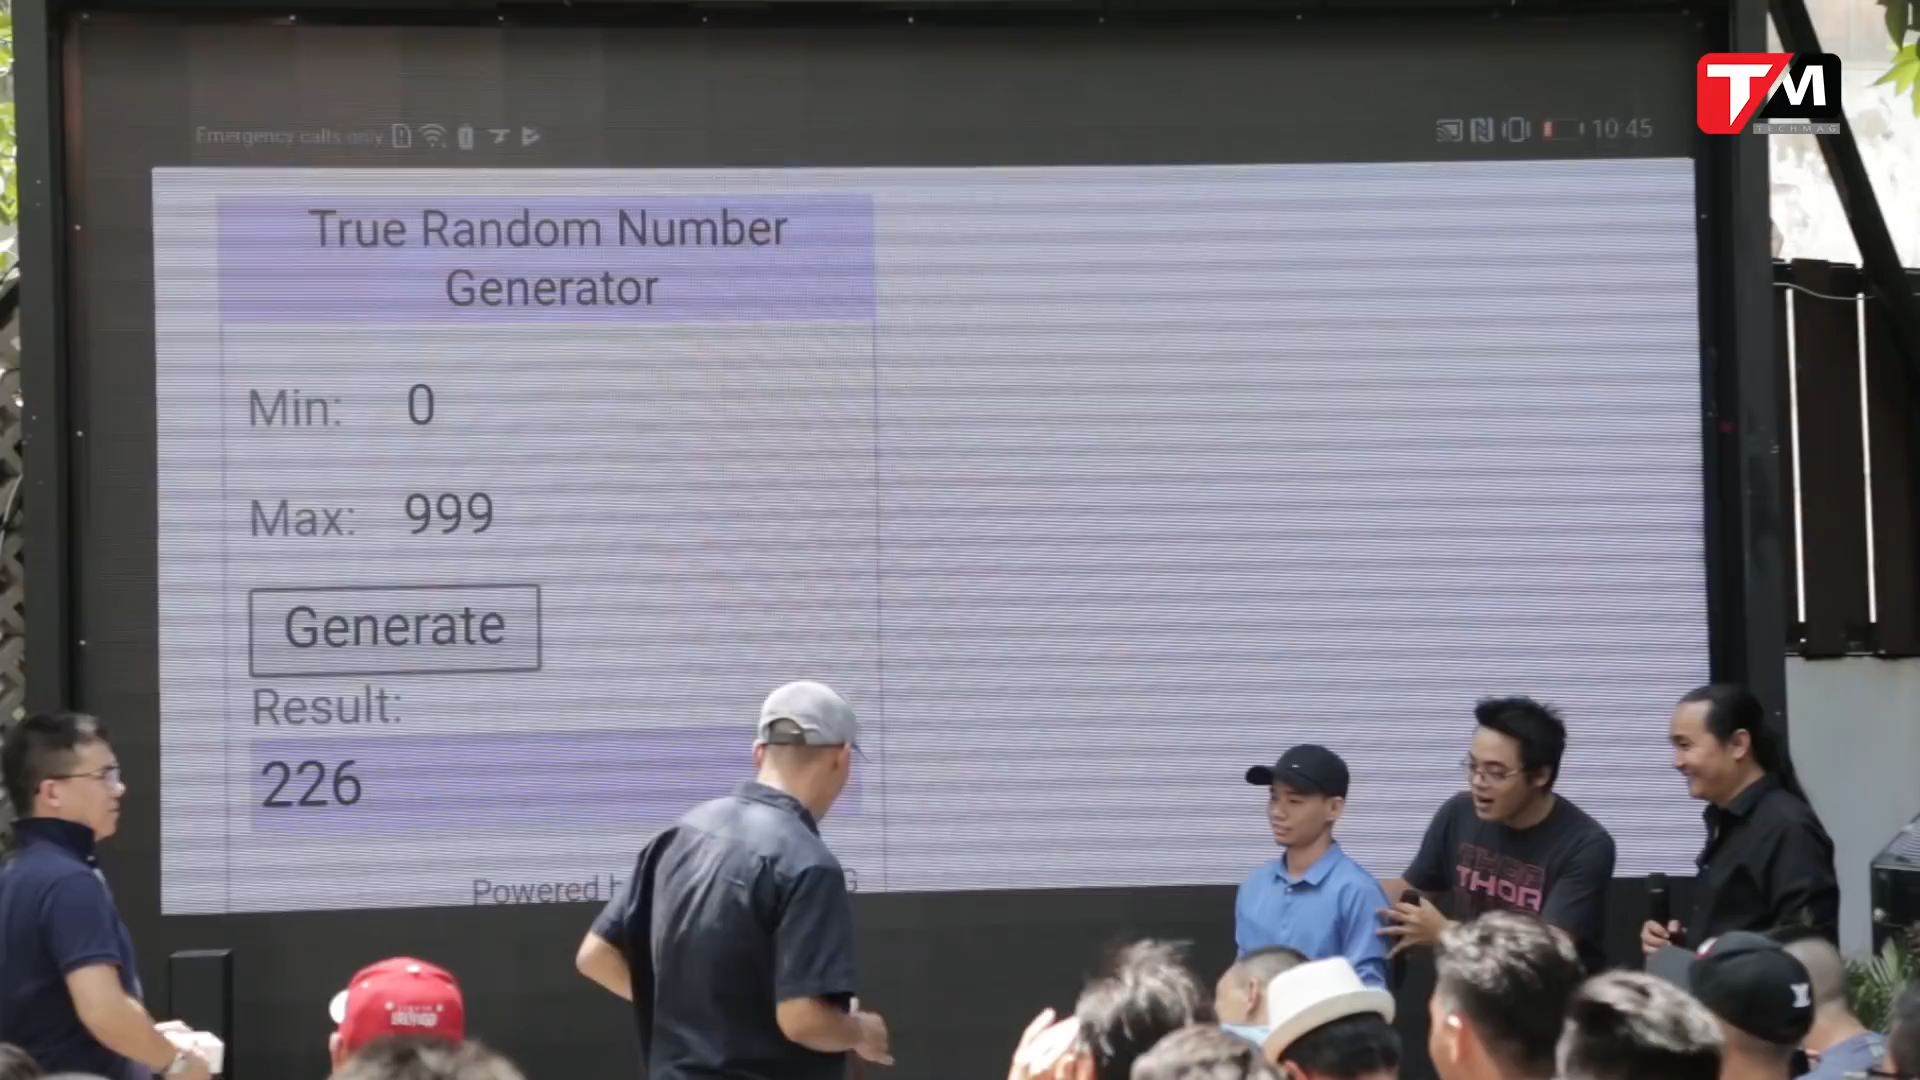 TM
TECHMAG
Emergency calls only
10:45
True Random Number
Generator
Min: 0
Max: 999
Generate
Result:
226
Powered
THOR